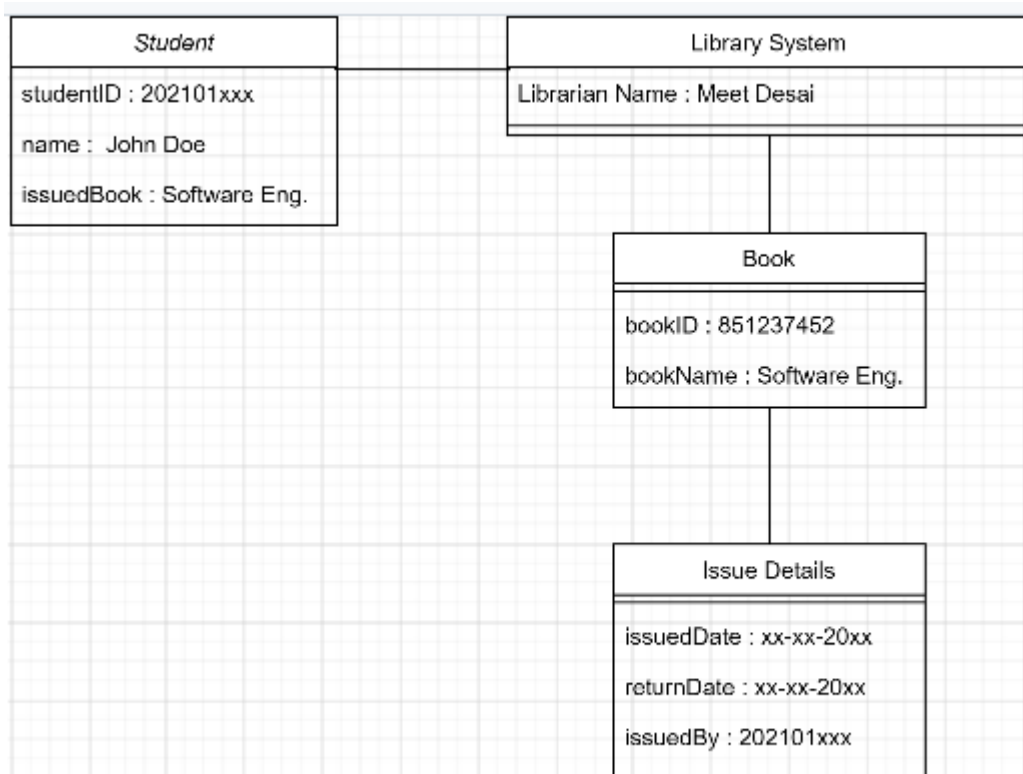 Student
studentID : 202101xxx
name : John Doe
issuedBook : Software Eng.
Library System
Librarian Name : Meet Desai
Book
bookID : 851237452
bookName : Software Eng.
Issue Details
issuedDate : xx-xx-20xx
returnDate : xx-xx-20xx
issuedBy : 202101xxx